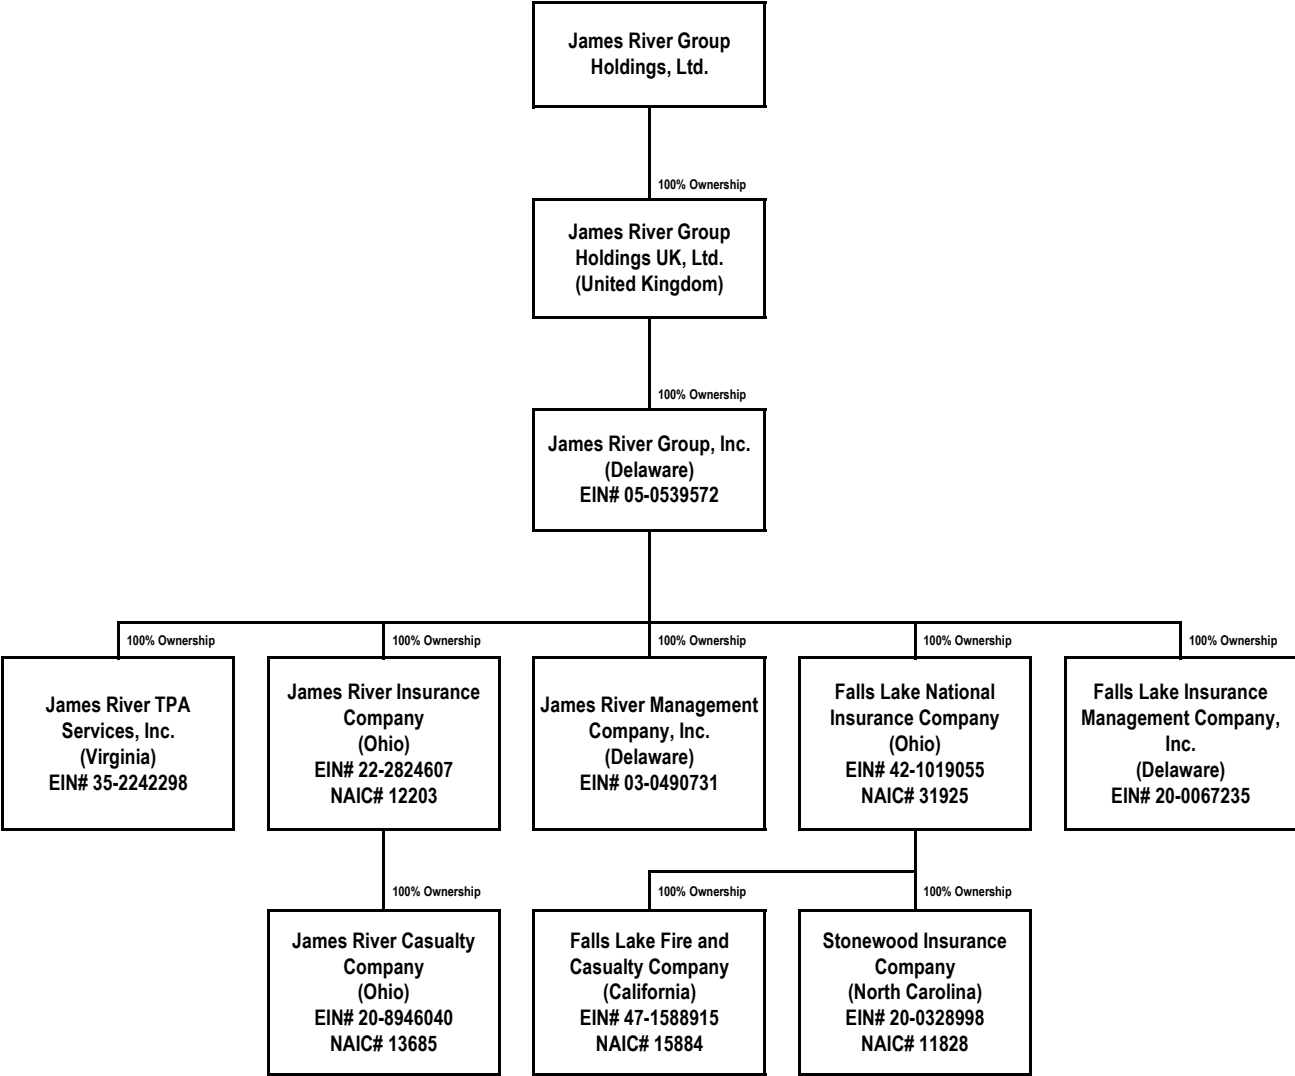 James River Group
Holdings, Ltd.
100% Ownership
James River Group
Holdings UK, Ltd.
(United Kingdom)
100% Ownership
James River Group, Inc.
(Delaware)
EIN# 05-0539572
100% Ownership
100% Ownership
100% Ownership
100% Ownership
100% Ownership
James River TPA
Services, Inc.
(Virginia)
EIN# 35-2242298
James River Insurance
Company
(Ohio)
EIN# 22-2824607
NAIC# 12203
James River Management
Company, Inc.
(Delaware)
EIN# 03-0490731
Falls Lake National
Insurance Company
(Ohio)
EIN# 42-1019055
NAIC# 31925
Falls Lake Insurance
Management Company,
Inc.
(Delaware)
EIN# 20-0067235
100% Ownership
100% Ownership
100% Ownership
James River Casualty
Company
(Ohio)
EIN# 20-8946040
NAIC# 13685
Falls Lake Fire and
Casualty Company
(California)
EIN# 47-1588915
NAIC# 15884
Stonewood Insurance
Company
(North Carolina)
EIN# 20-0328998
NAIC# 11828